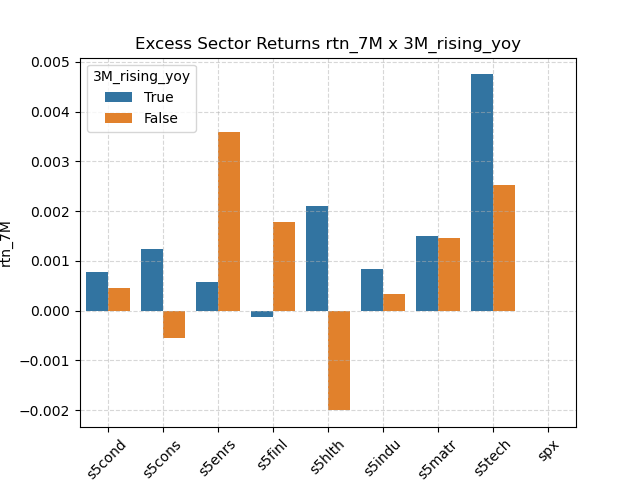 Excess Sector Returns rtn_7M x 3M_rising_yoy
3M_rising_yoy
True
False
0.005
0.004
0.003
0.002
0.001
0.000
−0.001
−0.002
rtn_7M
s5cond
s5cons
s5enrs
s5finl
s5hlth
s5indu
s5matr
s5tech
spx